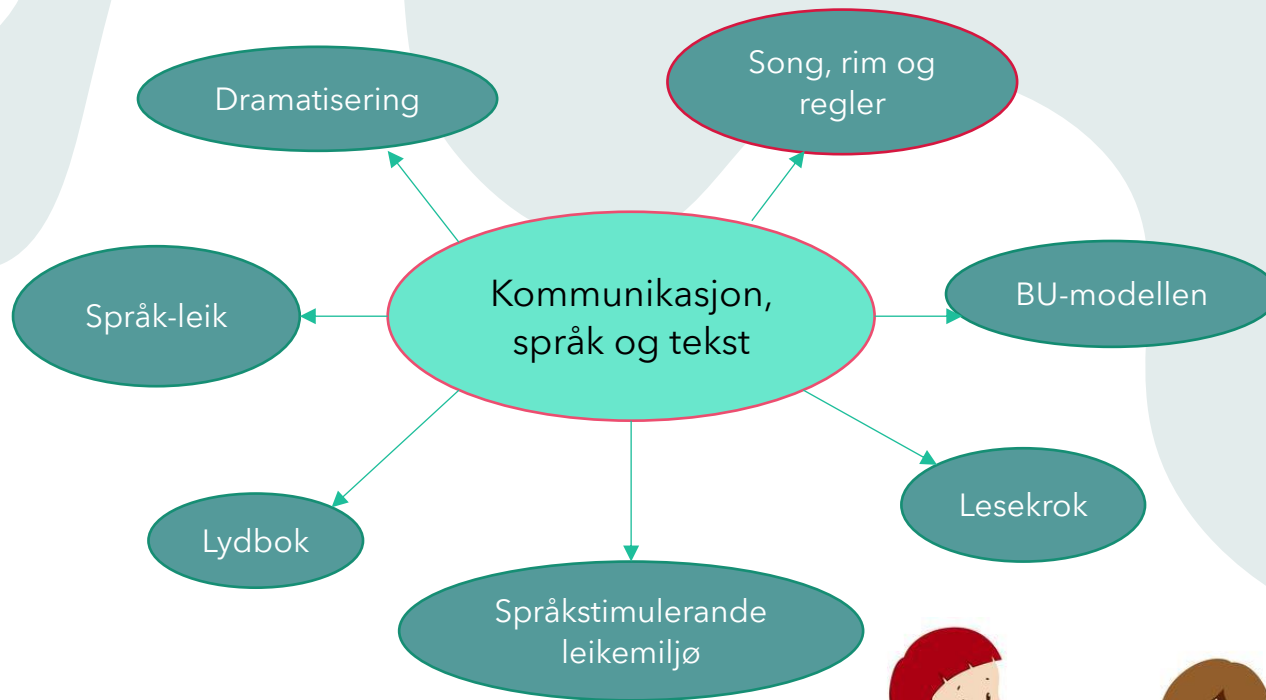 Song, rim og
regler
Dramatisering
BU-modellen
Kommunikasjon,
språk og tekst
Språk-leik
Lesekrok
Lydbok
Språkstimulerande
leikemiljø